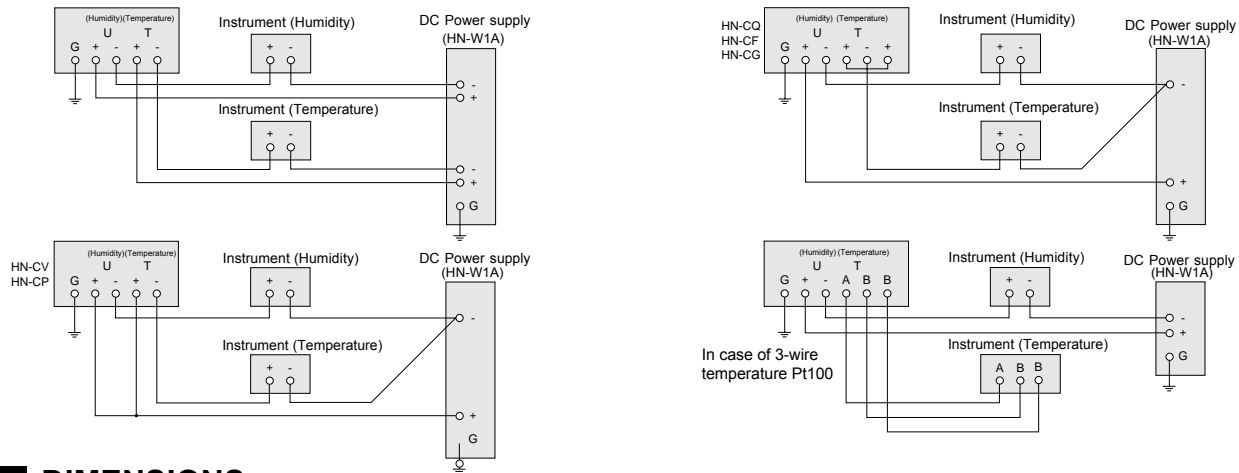 (Humidity)(Temperature)
U T
G + - + -
Instrument (Humidity)
+ -
DC Power supply
(HN-W1A)
-
+
Instrument (Temperature)
+ -
-
+
G
HN-CQ
HN-CF
HN-CG
(Humidity) (Temperature)
U T
G + - + - +
Instrument (Humidity)
+ -
DC Power supply
(HN-W1A)
-
Instrument (Temperature)
+ -
+
G
HN-CV
HN-CP
(Humidity)(Temperature)
U T
G + - + -
Instrument (Humidity)
+ -
DC Power supply
(HN-W1A)
-
Instrument (Temperature)
+ -
+
G
(Humidity) (Temperature)
U T
G + - A B B
Instrument (Humidity)
+ -
DC Power supply
(HN-W1A)
-
+
G
In case of 3-wire
temperature Pt100
Instrument (Temperature)
A B B